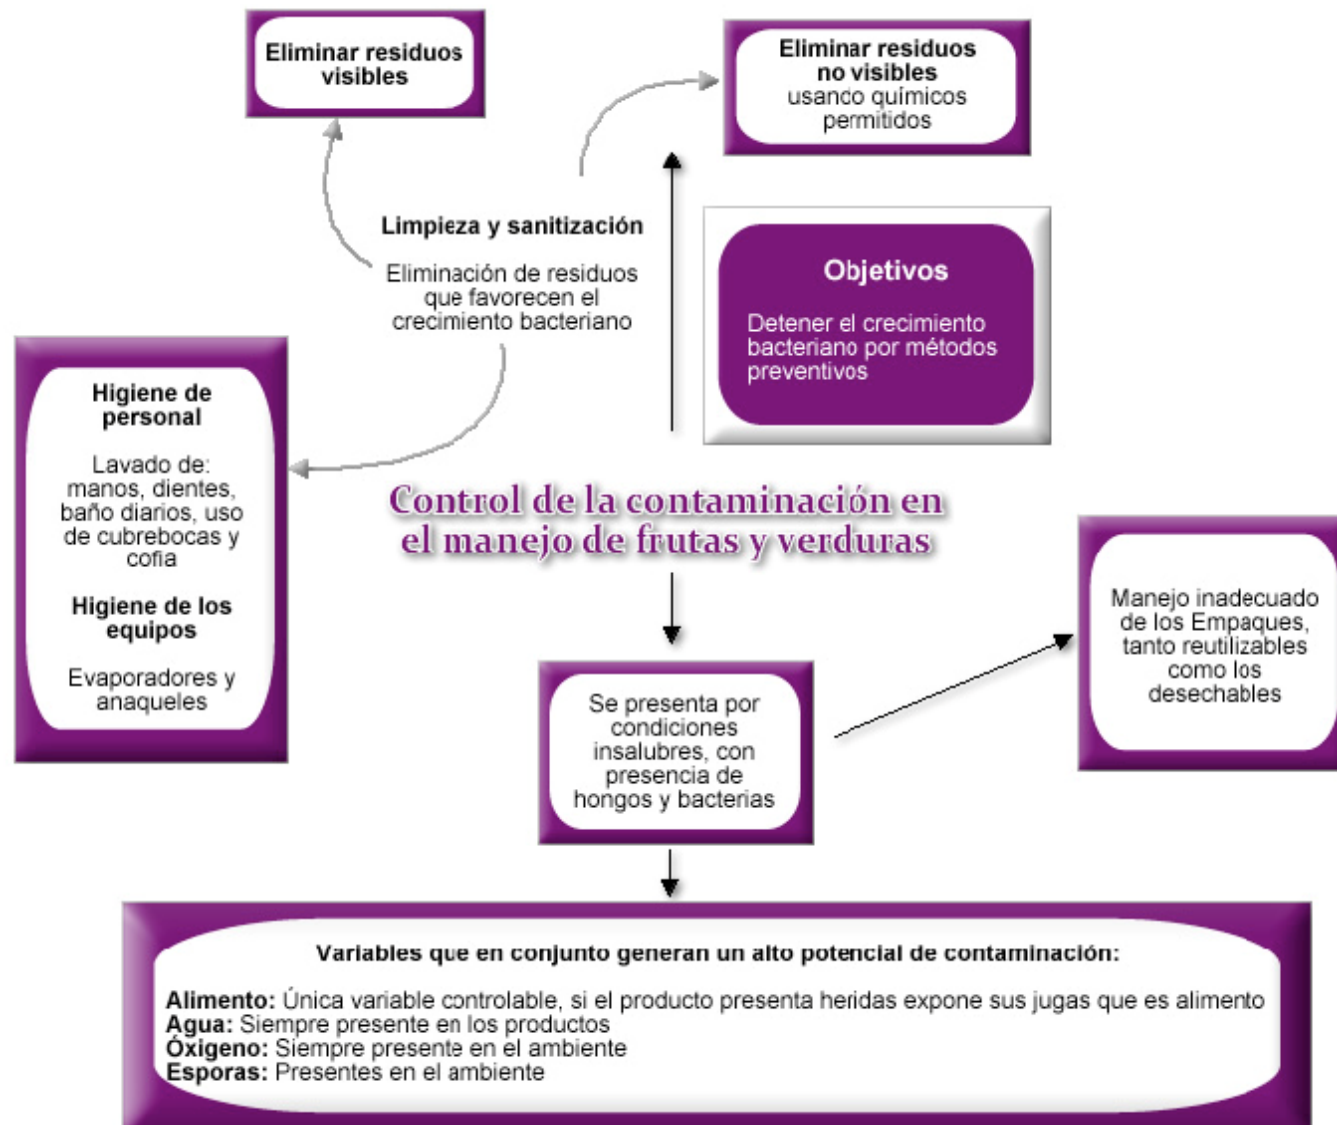 Eliminar residuos
visibles
Eliminar residuos
no visibles
usando químicos
permitidos
Limpieza y sanitización
Eliminación de residuos
que favorecen el
crecimiento bacteriano
Objetivos
Detener el crecimiento
bacteriano por métodos
preventivos
Higiene de
personal
Lavado de:
manos, dientes,
baño diarios, uso
de cubrebocas y
cofia
Higiene de los
equipos
Evaporadores y
anaqueles
Control de la contaminación en
el manejo de frutas y verduras
Manejo inadecuado
de los Empaques,
tanto reutilizables
como los
desechables
Se presenta por
condiciones
insalubres, con
presencia de
hongos y bacterias
Variables que en conjunto generan un alto potencial de contaminación:
Alimento: Única variable controlable, si el producto presenta heridas expone sus jugas que es alimento
Agua: Siempre presente en los productos
Óxigeno: Siempre presente en el ambiente
Esporas: Presentes en el ambiente